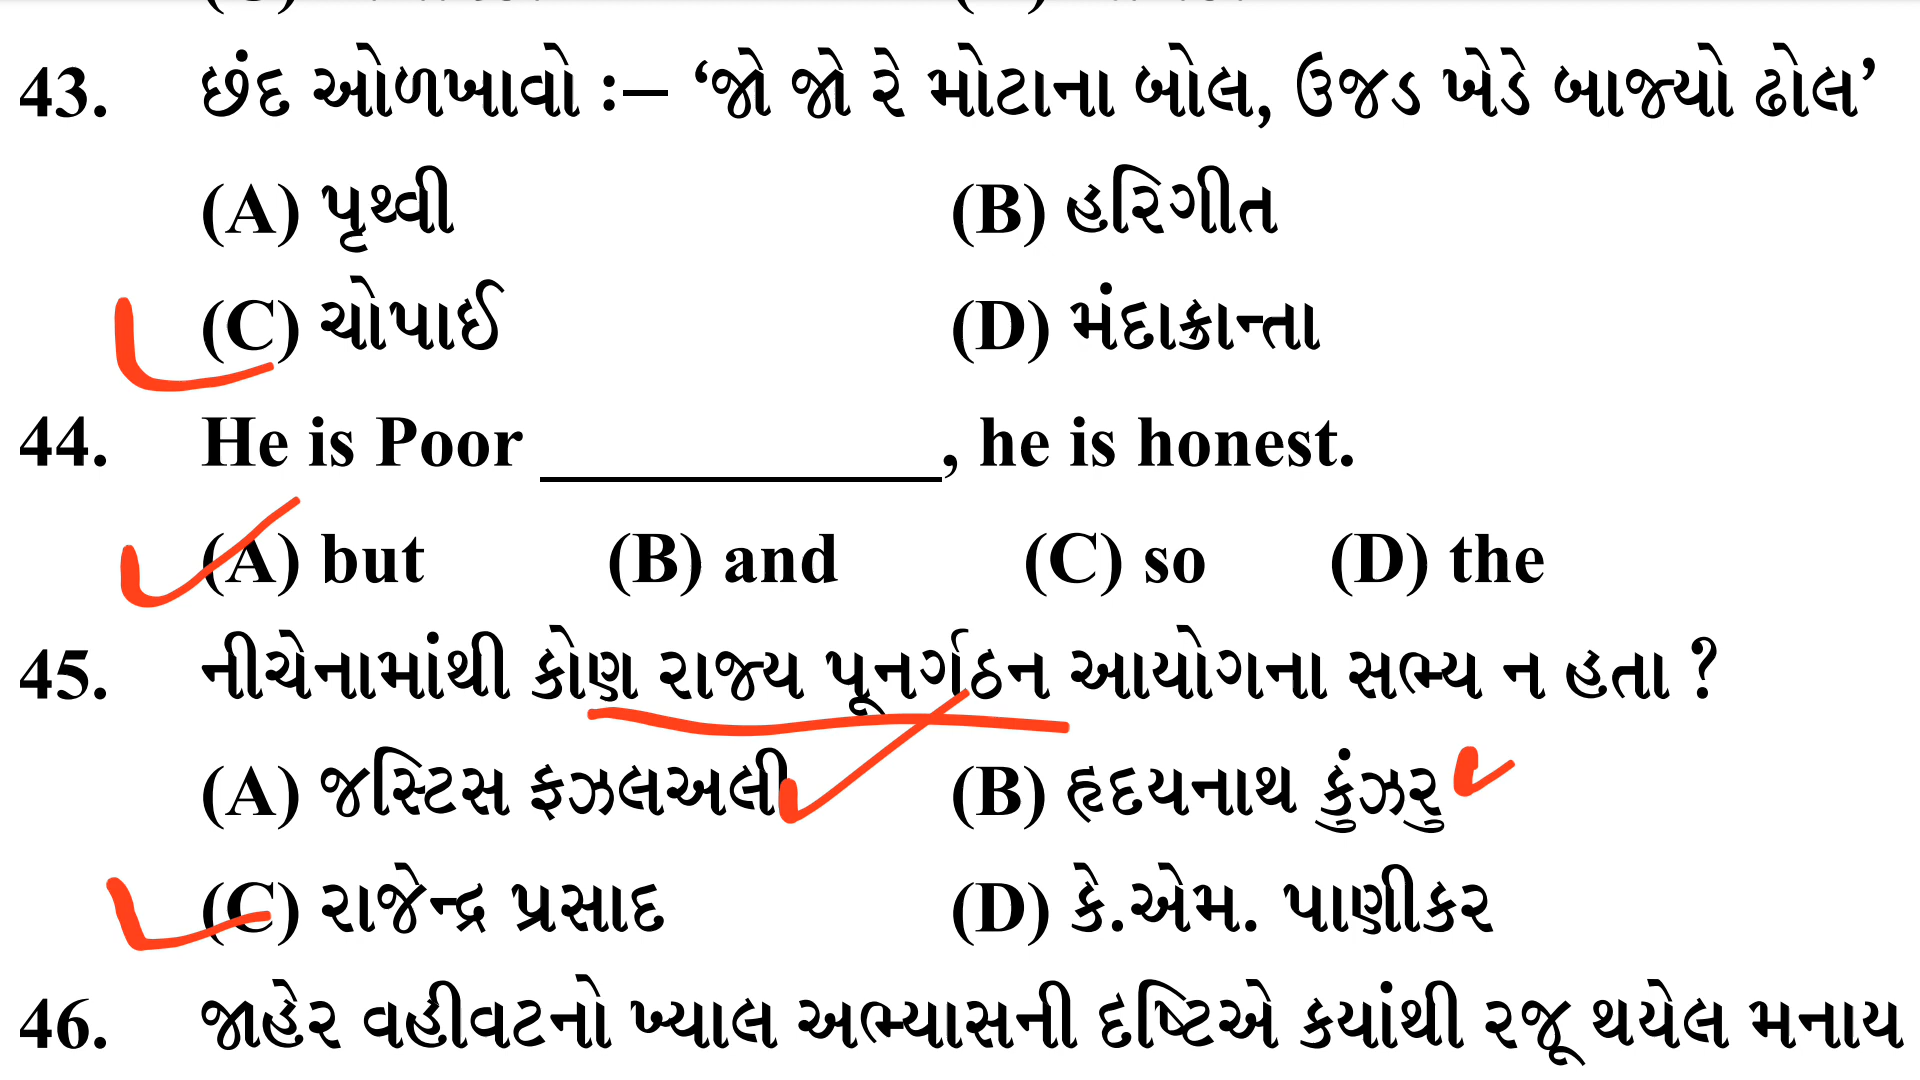 43. છંદ ઓળખાવો :– ‘જો જો રે મોટાના બોલ, ઉજડ ખેડે બાજ્યો ઢોલ’
(A) પૃથ્વી (B) હરિગીત
(C) ચોપાઈ (D) મંદાક્રાન્તા
44. He is Poor ____________, he is honest.
(A) but (B) and (C) so (D) the
45. નીચેનામાંથી કોણ રાજ્ય પૂનર્ગઠન આયોગના સભ્ય ન હતા ?
(A) જસ્ટિસ ફઝલઅલી (B) હૃદયનાથ કુંઝરુ
(C) રાજેન્દ્ર પ્રસાદ (D) કે.એમ. પાણીકર
46. જાહેર વહીવટનો ખ્યાલ અભ્યાસની દષ્ટિએ કયાંથી રજૂ થયેલ મનાય